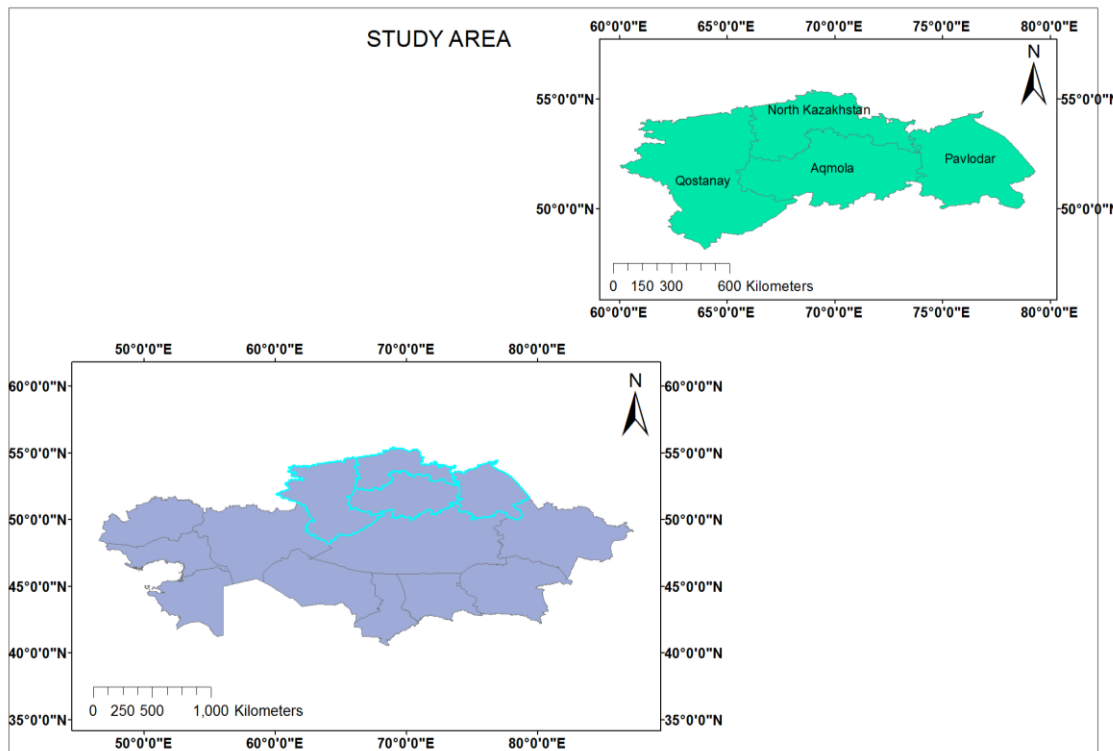 STUDY AREA
60°0'0"E 65°0'0"E 70°0'0"E 75°0'0"E 80°0'0"E
N
55°0'0"N 55°0'0"N
North Kazakhstan
Pavlodar
Aqmola
Qostanay
50°0'0"N 50°0'0"N
0 150 300 600 Kilometers
60°0'0"E 65°0'0"E 70°0'0"E 75°0'0"E 80°0'0"E
50°0'0"E 60°0'0"E 70°0'0"E 80°0'0"E
60°0'0"N 60°0'0"N
N
55°0'0"N 55°0'0"N
50°0'0"N 50°0'0"N
45°0'0"N 45°0'0"N
40°0'0"N 40°0'0"N
0 250 500 1,000 Kilometers
35°0'0"N 35°0'0"N
50°0'0"E 60°0'0"E 70°0'0"E 80°0'0"E